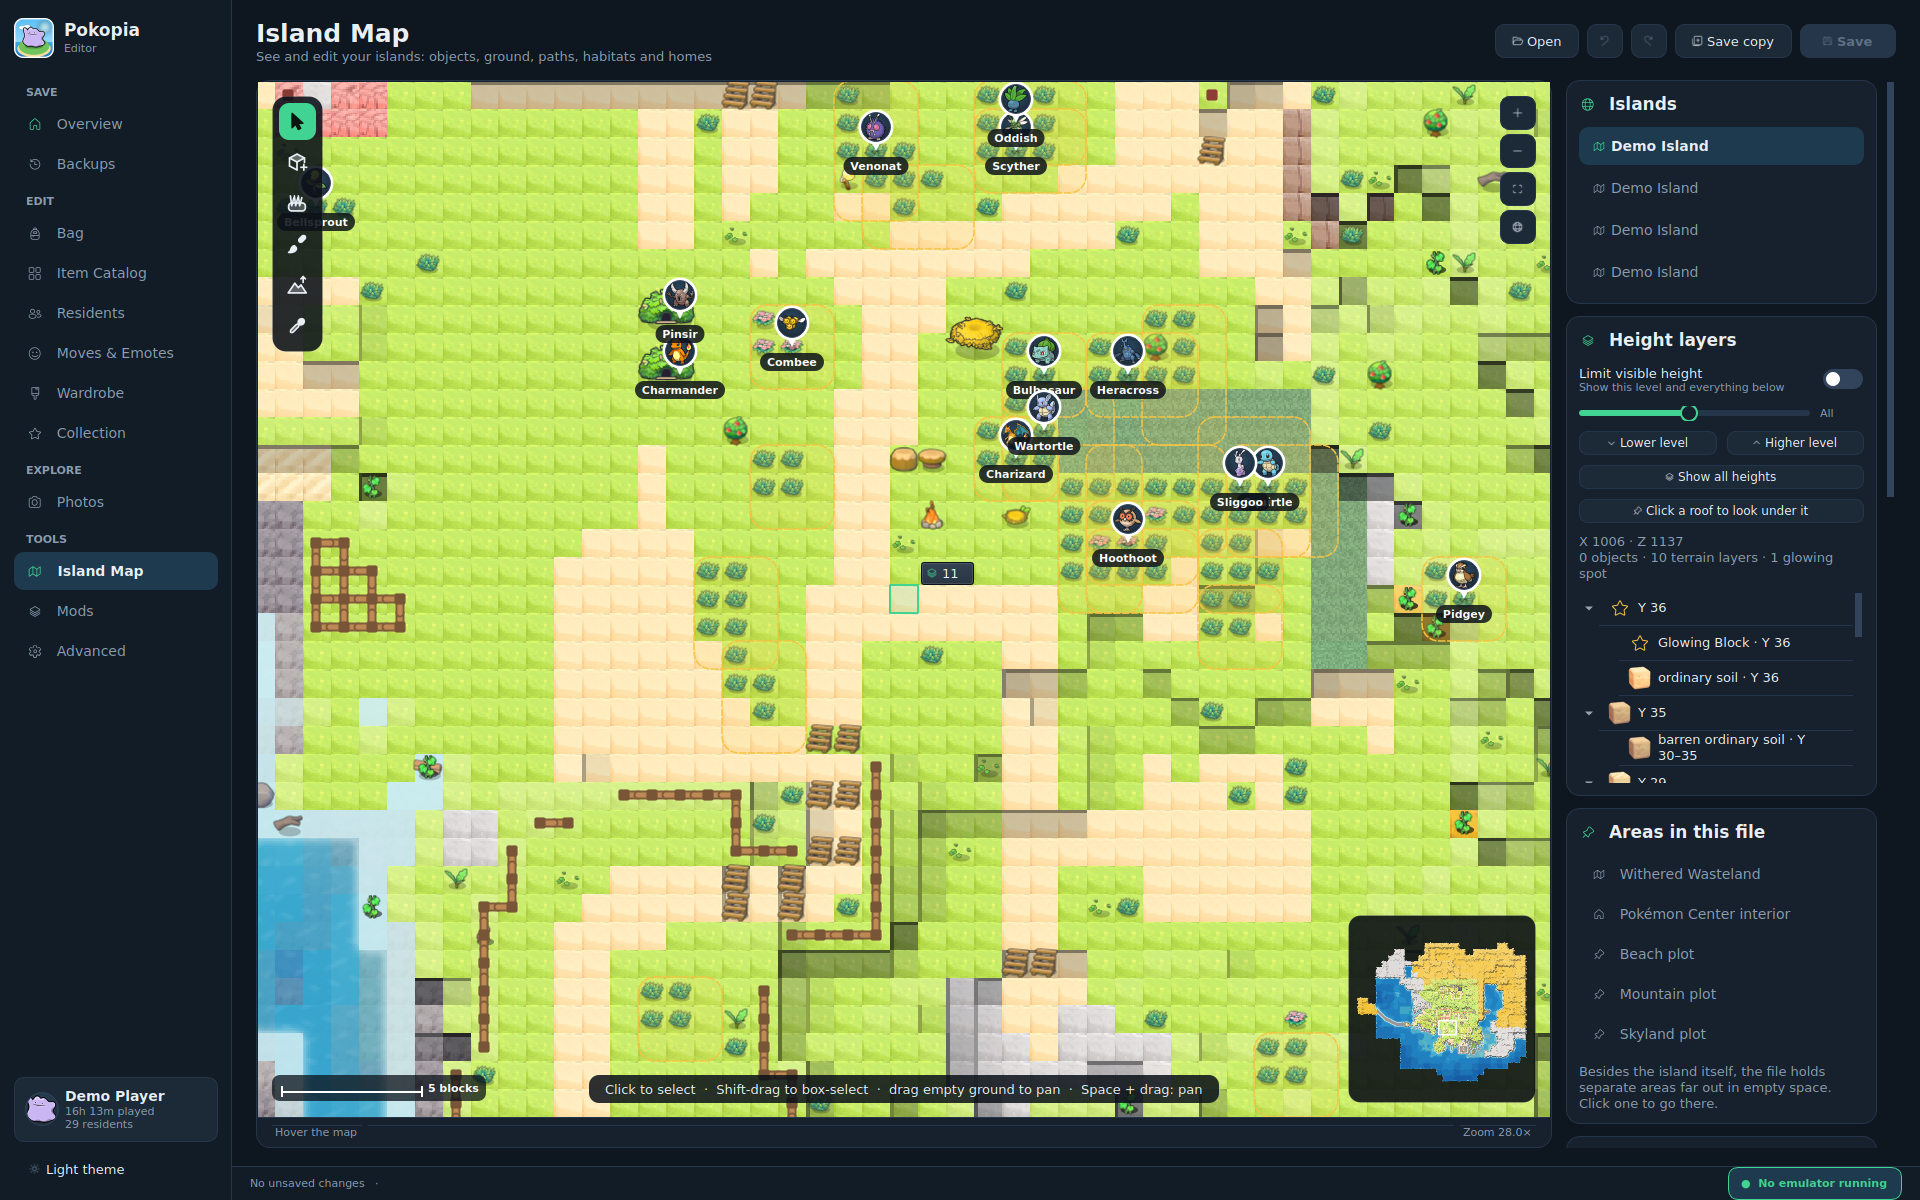 Pokopia
Editor
SAVE
Overview
Backups
EDIT
Bag
Item Catalog
Residents
Moves & Emotes
Wardrobe
Collection
EXPLORE
Photos
TOOLS
Island Map
Mods
Advanced
Demo Player
16h 13m played
29 residents
Light theme
Island Map
See and edit your islands: objects, ground, paths, habitats and homes
Open
Save copy
Save
Oddish
Venonat
Scyther
Bellsprout
Pinsir
Combee
Charmander
Bulbasaur
Heracross
Wartortle
Charizard
Sliggoo
rtle
Hoothoot
11
Pidgey
5 blocks
Click to select · Shift-drag to box-select · drag empty ground to pan · Space + drag: pan
Hover the map
Zoom 28.0×
Islands
Demo Island
Demo Island
Demo Island
Demo Island
Height layers
Limit visible height
Show this level and everything below
All
Lower level
Higher level
Show all heights
Click a roof to look under it
X 1006 · Z 1137
0 objects · 10 terrain layers · 1 glowing
spot
Y 36
Glowing Block · Y 36
ordinary soil · Y 36
Y 35
barren ordinary soil · Y
30–35
Y 29
Areas in this file
Withered Wasteland
Pokémon Center interior
Beach plot
Mountain plot
Skyland plot
Besides the island itself, the file holds
separate areas far out in empty space.
Click one to go there.
No unsaved changes ·
No emulator running